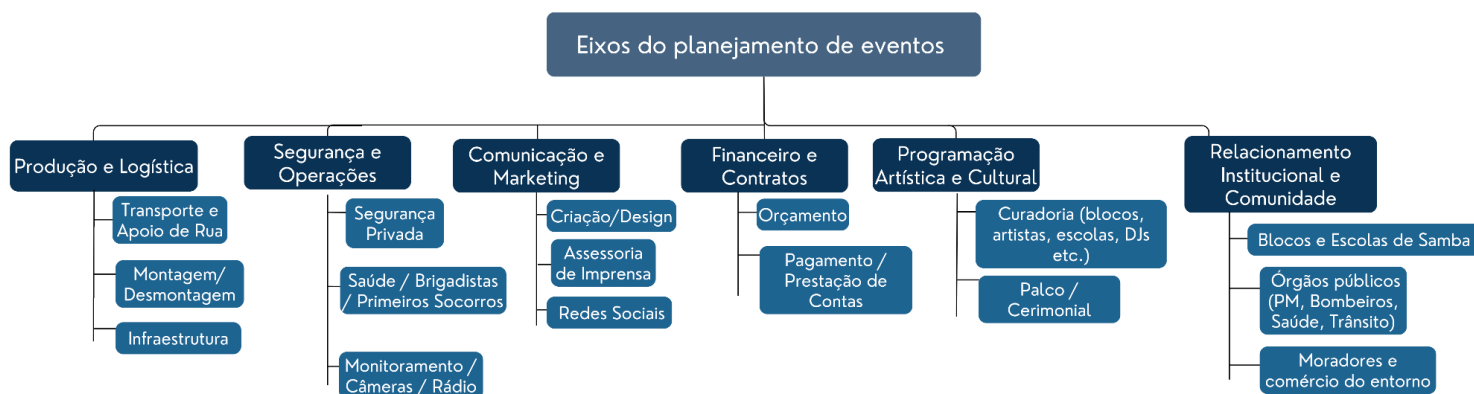 Eixos do planejamento de eventos
Produção e Logística
Transporte e
Apoio de Rua
Montagem/
Desmontagem
Infraestrutura
Segurança e
Operações
Segurança
Privada
Saúde / Brigadistas
/ Primeiros Socorros
Monitoramento /
Câmeras / Rádio
Comunicação e
Marketing
Criação/Design
Assessoria
de Imprensa
Redes Sociais
Financeiro e
Contratos
Orçamento
Pagamento /
Prestação de
Contas
Programação
Artística e Cultural
Curadoria (blocos,
artistas, escolas, DJs
etc.)
Palco /
Cerimonial
Relacionamento
Institucional e
Comunidade
Blocos e Escolas de Samba
Órgãos públicos
(PM, Bombeiros,
Saúde, Trânsito)
Moradores e
comércio do entorno